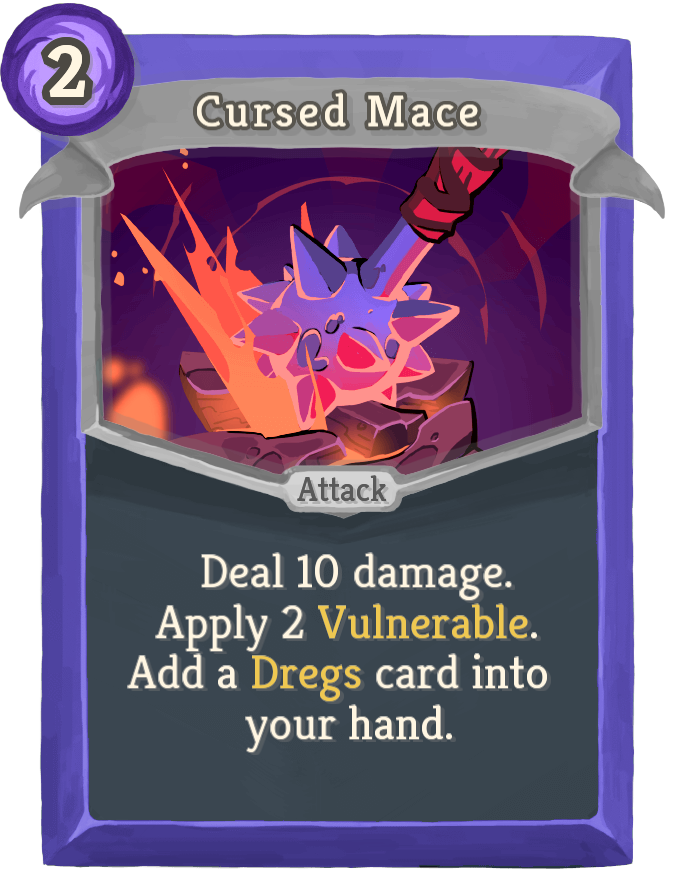 2
Cursed Mace
Attack
Deal 10 damage.
Apply 2 Vulnerable.
Add a Dregs card into
your hand.